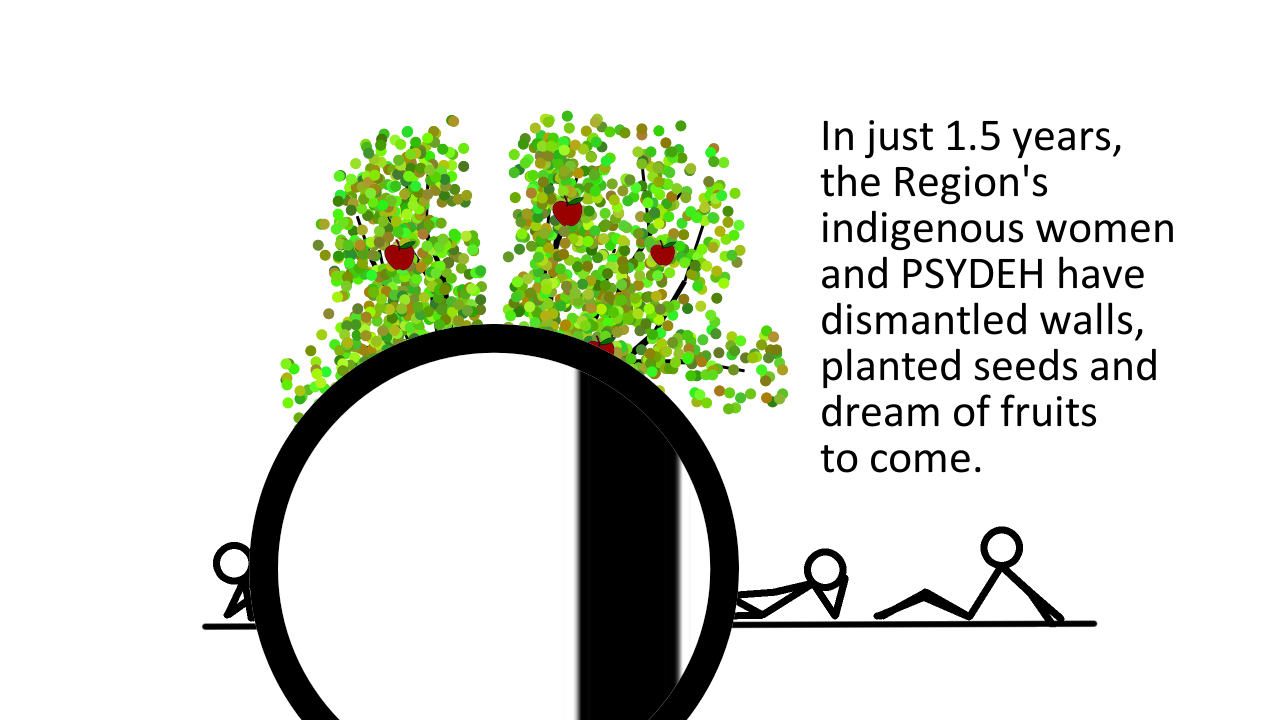 In just 1.5 years,
the Region's
indigenous women
and PSYDEH have
dismantled walls,
planted seeds and
dream of fruits
to come.